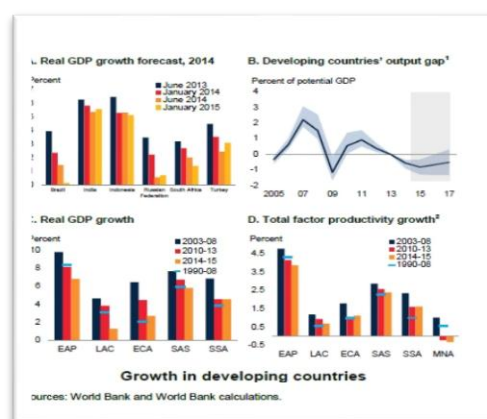 . Real GDP growth forecast, 2014
Percent
June 2013
January 2014
June 2014
January 2015
Brazil
India
Indonesia
Russian
Federation
South Africa
Turkey
B. Developing countries' output gap¹
Percent of potential GDP
4
3
2
1
0
-1
-2
2005
07
09
11
13
15
17
. Real GDP growth
Percent
2003-08
2010-13
2014-15
1990-08
10
8
6
4
2
0
EAP
LAC
ECA
SAS
SSA
D. Total factor productivity growth²
Percent
2003-08
2010-13
2014-15
1990-08
4.5
3.5
2.5
1.5
0.5
-0.5
EAP
LAC
ECA
SAS
SSA
MNA
Growth in developing countries
ources: World Bank and World Bank calculations.